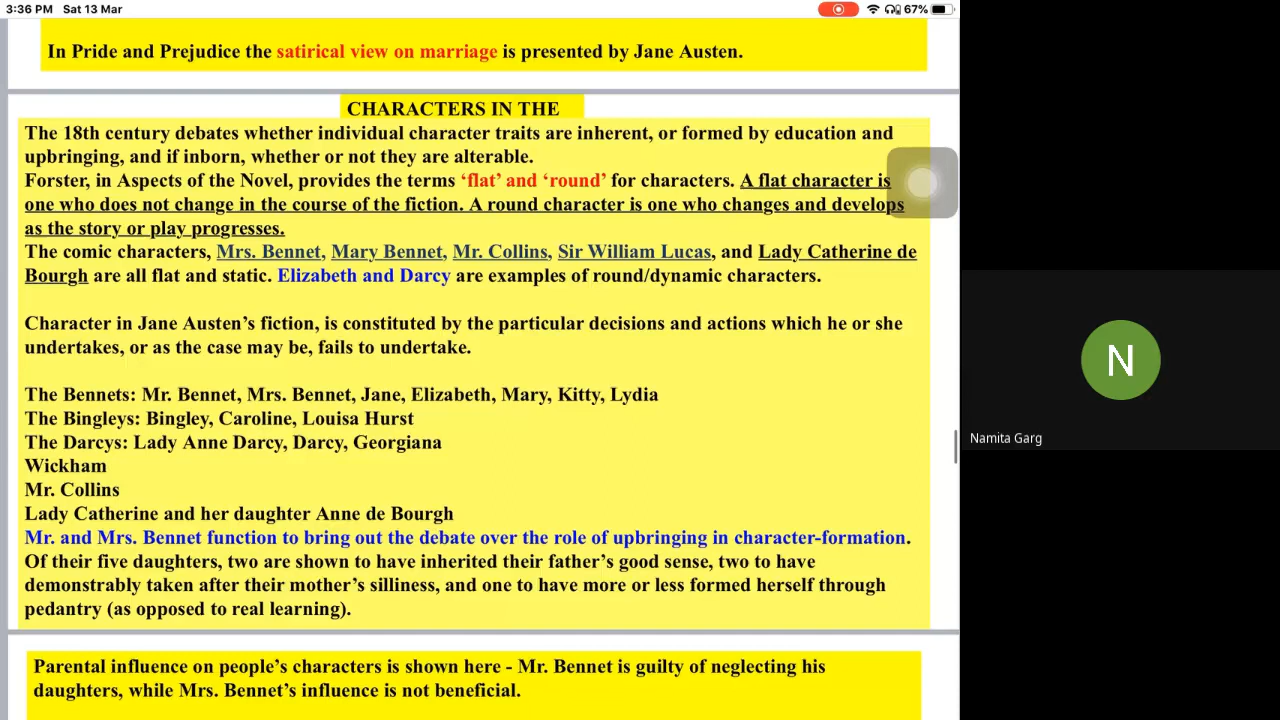 3:36 PM Sat 13 Mar
67%
In Pride and Prejudice the satirical view on marriage is presented by Jane Austen.
CHARACTERS IN THE
The 18th century debates whether individual character traits are inherent, or formed by education and
upbringing, and if inborn, whether or not they are alterable.
Forster, in Aspects of the Novel, provides the terms ‘flat’ and ‘round’ for characters. A flat character is
one who does not change in the course of the fiction. A round character is one who changes and develops
as the story or play progresses.
The comic characters, Mrs. Bennet, Mary Bennet, Mr. Collins, Sir William Lucas, and Lady Catherine de
Bourgh are all flat and static. Elizabeth and Darcy are examples of round/dynamic characters.
Character in Jane Austen’s fiction, is constituted by the particular decisions and actions which he or she
undertakes, or as the case may be, fails to undertake.
The Bennets: Mr. Bennet, Mrs. Bennet, Jane, Elizabeth, Mary, Kitty, Lydia
The Bingleys: Bingley, Caroline, Louisa Hurst
The Darcys: Lady Anne Darcy, Darcy, Georgiana
Wickham
Mr. Collins
Lady Catherine and her daughter Anne de Bourgh
Mr. and Mrs. Bennet function to bring out the debate over the role of upbringing in character-formation.
Of their five daughters, two are shown to have inherited their father’s good sense, two to have
demonstrably taken after their mother’s silliness, and one to have more or less formed herself through
pedantry (as opposed to real learning).
Parental influence on people’s characters is shown here - Mr. Bennet is guilty of neglecting his
daughters, while Mrs. Bennet’s influence is not beneficial.
N
Namita Garg